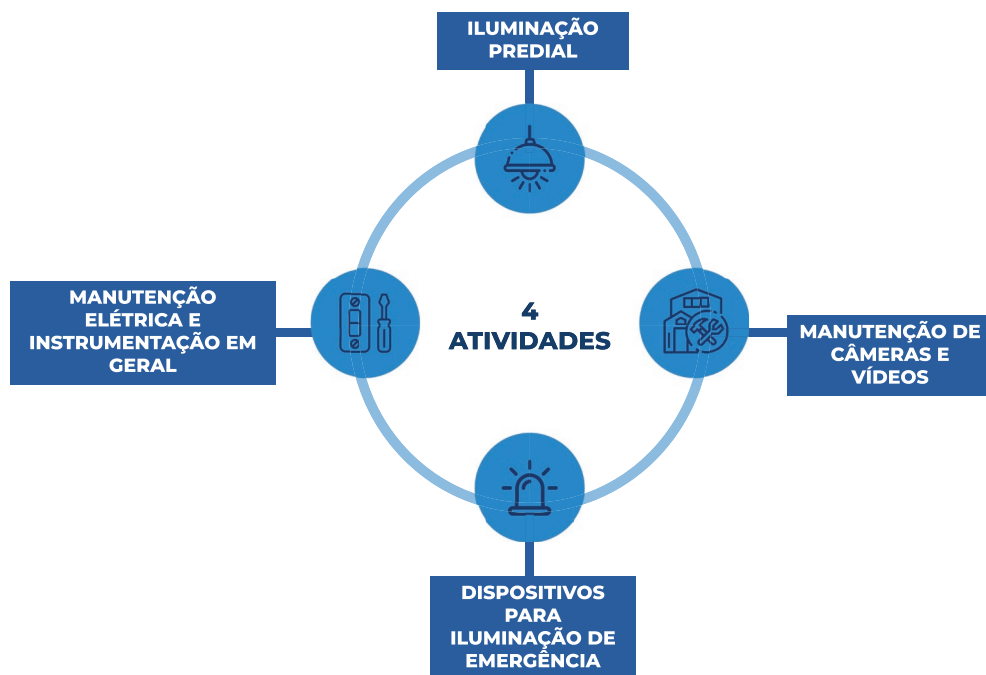 ILUMINAÇÃO
PREDIAL
MANUTENÇÃO
ELÉTRICA E
INSTRUMENTAÇÃO EM
GERAL
4
ATIVIDADES
MANUTENÇÃO DE
CÂMERAS E
VÍDEOS
DISPOSITIVOS
PARA
ILUMINAÇÃO DE
EMERGÊNCIA